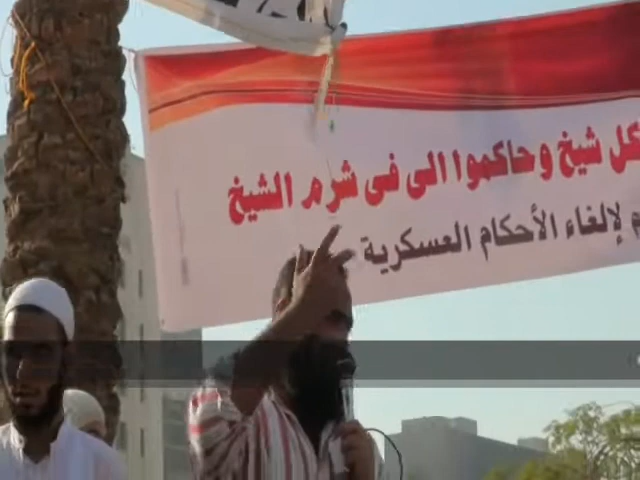 كل شيخ وحاكموا الى فى شرم الشيخ
لإلغاء الأحكام العسكرية